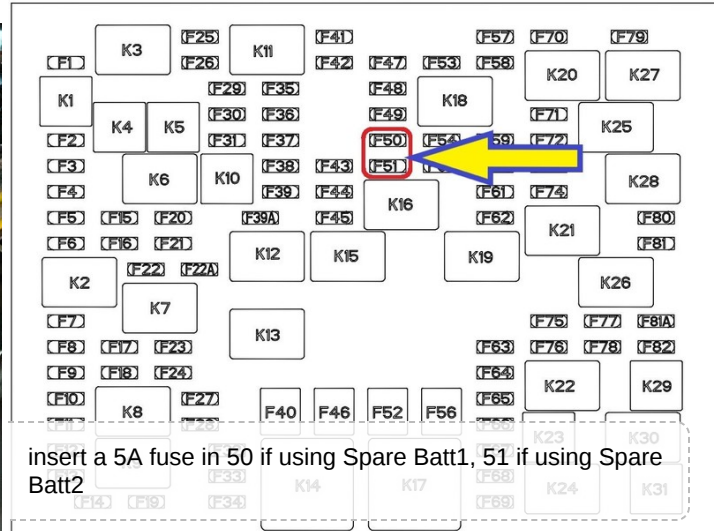 F25 F41 F57 F70 F79
K3 K11
F1 F26 F42 F47 F53 F58
K20 K27
F29 F35 F48
K1 K18
F30 F36 F49 F71
K4 K5 K25
F2 F31 F37 F50 F54 F59 F72
F3 F38 F43 F51
K6 K10 K28
F4 F39 F44 F61 F74
K16
F5 F15 F20 F39A F45 F62 F80
K21
F6 F16 F21 F81
K12 K15 K19
F22 F22A
K2 K26
K7
F7 F75 F77 F81A
K13
F8 F17 F23 F63 F76 F78 F82
F9 F18 F24 F64
K22 K29
F10 F27 F65
K8 F40 F46 F52 F56
F11 F28 F66
K23 K30
insert a 5A fuse in 50 if using Spare Batt1, 51 if using Spare
Batt2
F33 F68
K14 K17 K24 K31
F14 F19 F34 F69